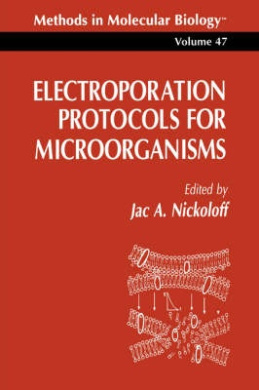 Methods in Molecular Biology™
Volume 47
ELECTROPORATION
PROTOCOLS FOR
MICROORGANISMS
Edited by
Jac A. Nickoloff